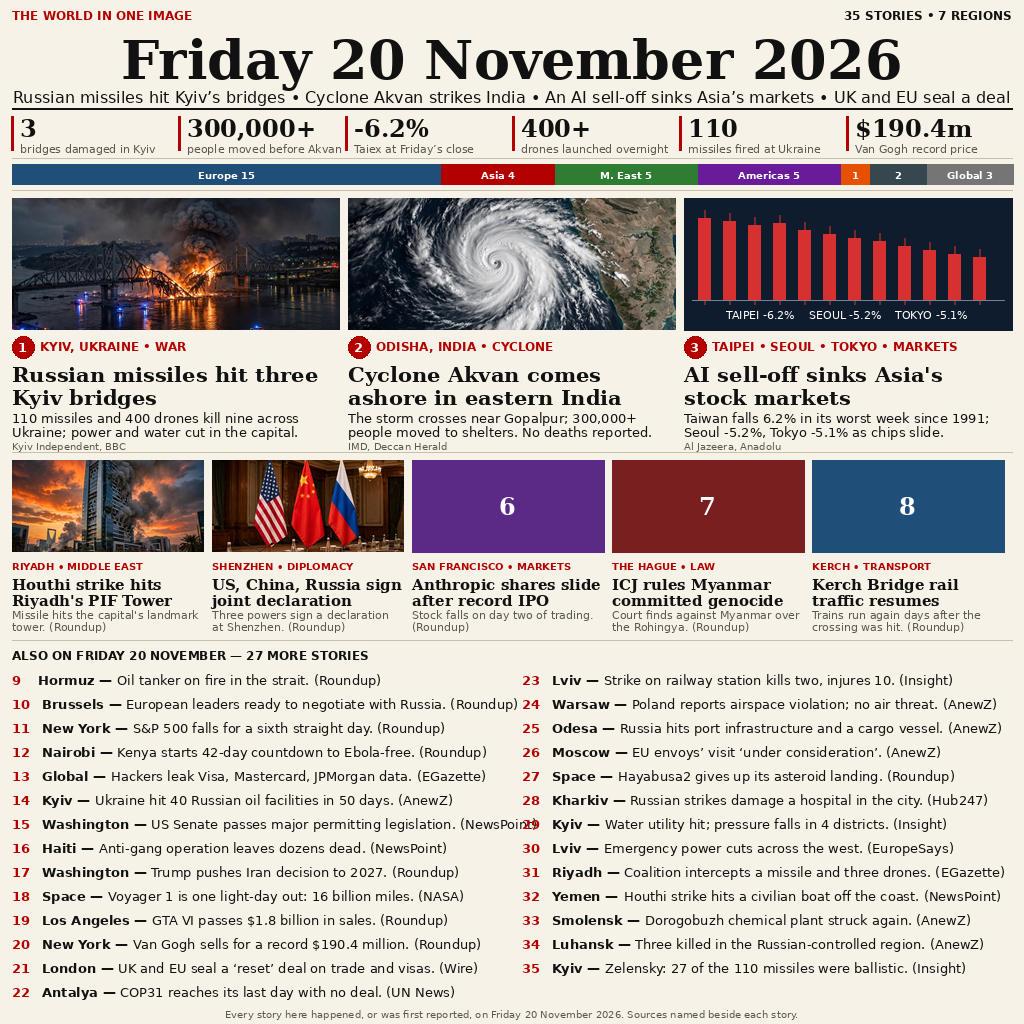 THE WORLD IN ONE IMAGE
35 STORIES • 7 REGIONS
Friday 20 November 2026
Russian missiles hit Kyiv’s bridges • Cyclone Akvan strikes India • An AI sell-off sinks Asia’s markets • UK and EU seal a deal
3
bridges damaged in Kyiv
300,000+
people moved before Akvan
-6.2%
Taiex at Friday’s close
400+
drones launched overnight
110
missiles fired at Ukraine
$190.4m
Van Gogh record price
Europe 15
Asia 4
M. East 5
Americas 5
1
2
Global 3
TAIPEI -6.2% SEOUL -5.2% TOKYO -5.1%
1 KYIV, UKRAINE • WAR
Russian missiles hit three
Kyiv bridges
110 missiles and 400 drones kill nine across
Ukraine; power and water cut in the capital.
Kyiv Independent, BBC
2 ODISHA, INDIA • CYCLONE
Cyclone Akvan comes
ashore in eastern India
The storm crosses near Gopalpur; 300,000+
people moved to shelters. No deaths reported.
IMD, Deccan Herald
3 TAIPEI • SEOUL • TOKYO • MARKETS
AI sell-off sinks Asia's
stock markets
Taiwan falls 6.2% in its worst week since 1991;
Seoul -5.2%, Tokyo -5.1% as chips slide.
Al Jazeera, Anadolu
RIYADH • MIDDLE EAST
Houthi strike hits
Riyadh's PIF Tower
Missile hits the capital's landmark
tower. (Roundup)
SHENZHEN • DIPLOMACY
US, China, Russia sign
joint declaration
Three powers sign a declaration
at Shenzhen. (Roundup)
6
SAN FRANCISCO • MARKETS
Anthropic shares slide
after record IPO
Stock falls on day two of trading.
(Roundup)
7
THE HAGUE • LAW
ICJ rules Myanmar
committed genocide
Court finds against Myanmar over
the Rohingya. (Roundup)
8
KERCH • TRANSPORT
Kerch Bridge rail
traffic resumes
Trains run again days after the
crossing was hit. (Roundup)
ALSO ON FRIDAY 20 NOVEMBER — 27 MORE STORIES
9 Hormuz — Oil tanker on fire in the strait. (Roundup)
10 Brussels — European leaders ready to negotiate with Russia. (Roundup)
11 New York — S&P 500 falls for a sixth straight day. (Roundup)
12 Nairobi — Kenya starts 42-day countdown to Ebola-free. (Roundup)
13 Global — Hackers leak Visa, Mastercard, JPMorgan data. (EGazette)
14 Kyiv — Ukraine hit 40 Russian oil facilities in 50 days. (AnewZ)
15 Washington — US Senate passes major permitting legislation. (NewsPoint)
16 Haiti — Anti-gang operation leaves dozens dead. (NewsPoint)
17 Washington — Trump pushes Iran decision to 2027. (Roundup)
18 Space — Voyager 1 is one light-day out: 16 billion miles. (NASA)
19 Los Angeles — GTA VI passes $1.8 billion in sales. (Roundup)
20 New York — Van Gogh sells for a record $190.4 million. (Roundup)
21 London — UK and EU seal a ‘reset’ deal on trade and visas. (Wire)
22 Antalya — COP31 reaches its last day with no deal. (UN News)
23 Lviv — Strike on railway station kills two, injures 10. (Insight)
24 Warsaw — Poland reports airspace violation; no air threat. (AnewZ)
25 Odesa — Russia hits port infrastructure and a cargo vessel. (AnewZ)
26 Moscow — EU envoys’ visit ‘under consideration’. (AnewZ)
27 Space — Hayabusa2 gives up its asteroid landing. (Roundup)
28 Kharkiv — Russian strikes damage a hospital in the city. (Hub247)
29 Kyiv — Water utility hit; pressure falls in 4 districts. (Insight)
30 Lviv — Emergency power cuts across the west. (EuropeSays)
31 Riyadh — Coalition intercepts a missile and three drones. (EGazette)
32 Yemen — Houthi strike hits a civilian boat off the coast. (NewsPoint)
33 Smolensk — Dorogobuzh chemical plant struck again. (AnewZ)
34 Luhansk — Three killed in the Russian-controlled region. (AnewZ)
35 Kyiv — Zelensky: 27 of the 110 missiles were ballistic. (Insight)
Every story here happened, or was first reported, on Friday 20 November 2026. Sources named beside each story.